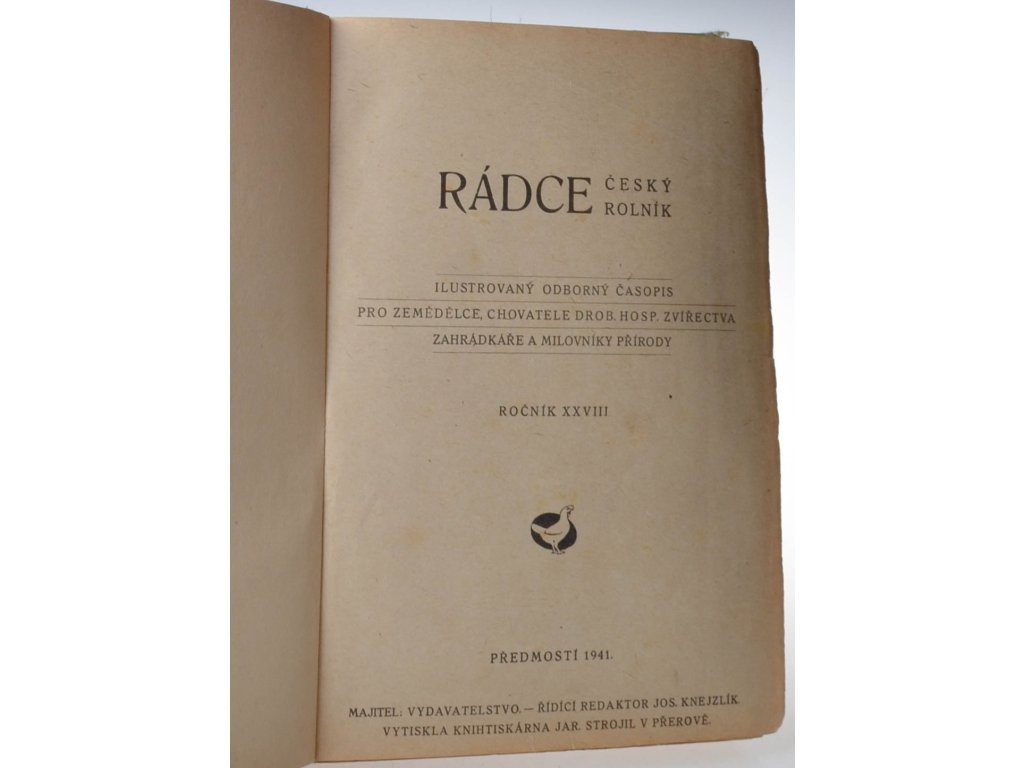 RÁDCE ČESKÝ
ROLNÍK
ILUSTROVANÝ ODBORNÝ ČASOPIS
PRO ZEMĚDĚLCE, CHOVATELE DROB. HOSP. ZVÍŘECTVA
ZAHRÁDKÁŘE A MILOVNÍKY PŘÍRODY
ROČNÍK XXVIII
PŘEDMOSTÍ 1941.
MAJITEL: VYDAVATELSTVO. — ŘÍDÍCÍ REDAKTOR JOS. KNEJZLÍK.
VYTISKLA KNIHTISKÁRNA JAR. STROJIL V PŘEROVĚ.